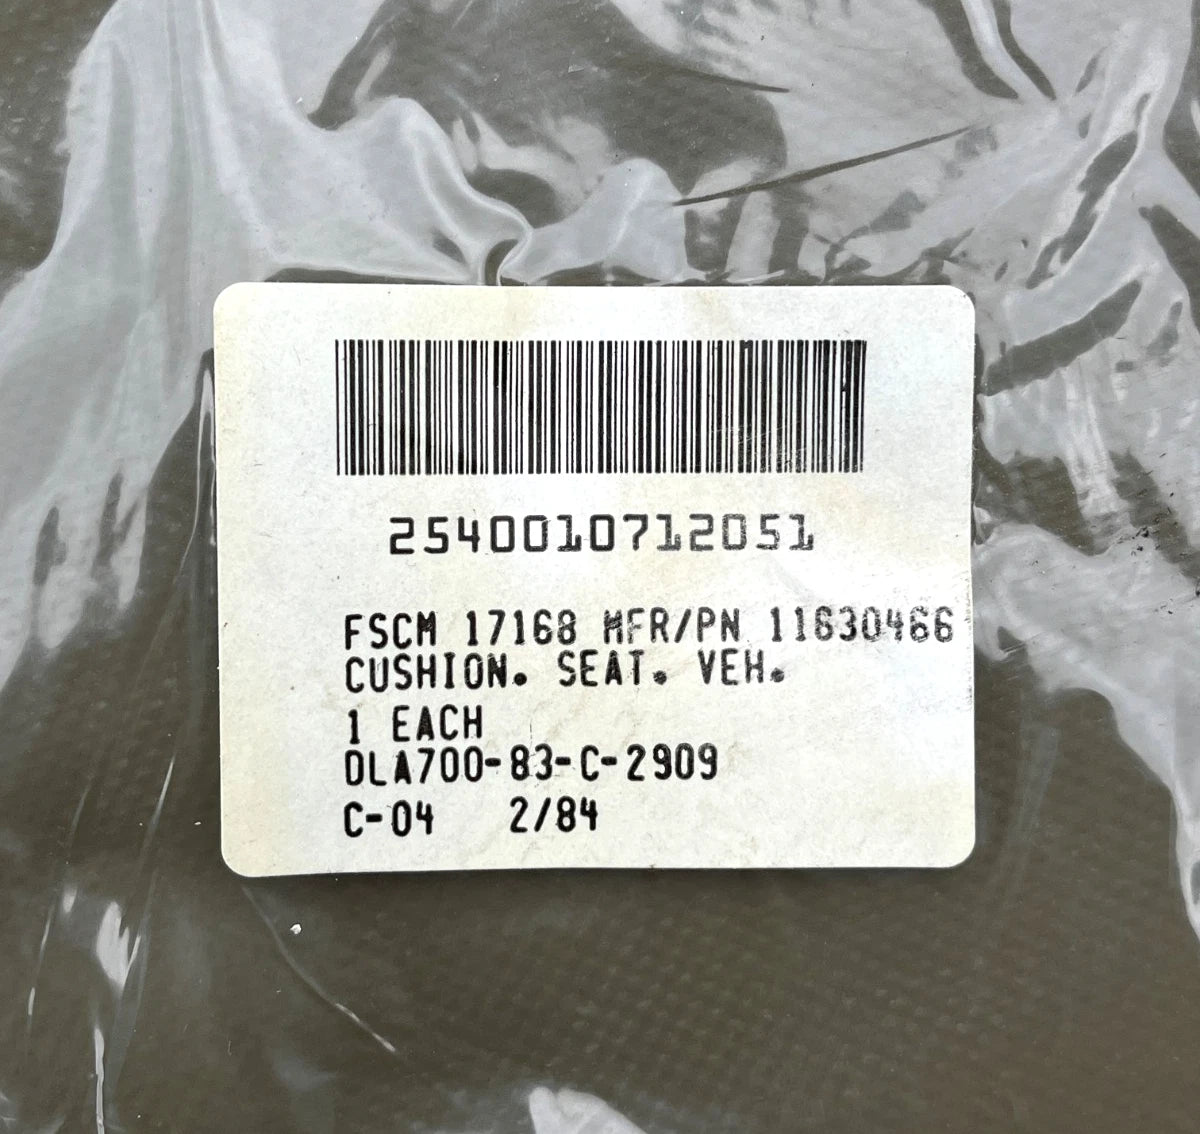 2540010712051
FSCM 17168 MFR/PN 11630466
CUSHION. SEAT. VEH.
1 EACH
DLA700-83-C-2909
C-04 2/84